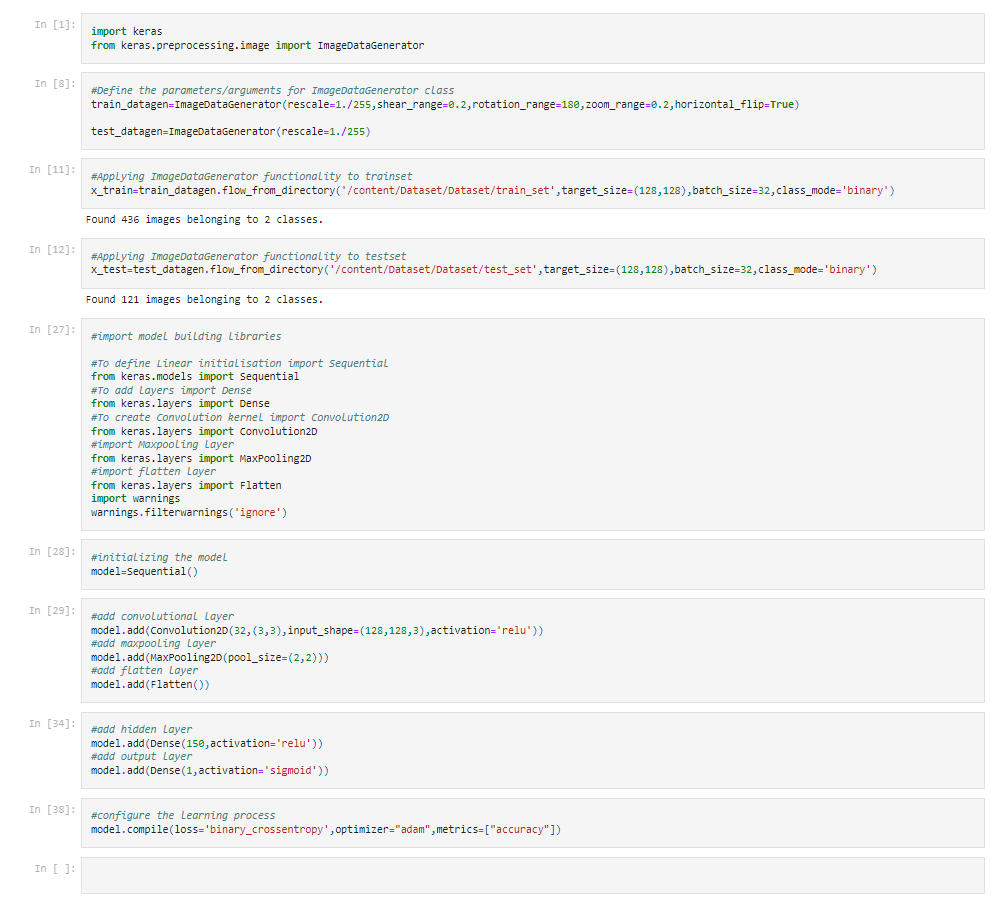 In [1]:
import keras
from keras.preprocessing.image import ImageDataGenerator
In [8]:
#Define the parameters/arguments for ImageDataGenerator class
train_datagen=ImageDataGenerator(rescale=1./255,shear_range=0.2,rotation_range=180,zoom_range=0.2,horizontal_flip=True)
test_datagen=ImageDataGenerator(rescale=1./255)
In [11]:
#Applying ImageDataGenerator functionality to trainset
x_train=train_datagen.flow_from_directory('/content/Dataset/Dataset/train_set',target_size=(128,128),batch_size=32,class_mode='binary')
Found 436 images belonging to 2 classes.
In [12]:
#Applying ImageDataGenerator functionality to testset
x_test=test_datagen.flow_from_directory('/content/Dataset/Dataset/test_set',target_size=(128,128),batch_size=32,class_mode='binary')
Found 121 images belonging to 2 classes.
In [27]:
#import model building libraries
#To define Linear initialisation import Sequential
from keras.models import Sequential
#To add layers import Dense
from keras.layers import Dense
#To create Convolution kernel import Convolution2D
from keras.layers import Convolution2D
#import Maxpooling layer
from keras.layers import MaxPooling2D
#import flatten layer
from keras.layers import Flatten
import warnings
warnings.filterwarnings('ignore')
In [28]:
#initializing the model
model=Sequential()
In [29]:
#add convolutional layer
model.add(Convolution2D(32,(3,3),input_shape=(128,128,3),activation='relu'))
#add maxpooling layer
model.add(MaxPooling2D(pool_size=(2,2)))
#add flatten layer
model.add(Flatten())
In [34]:
#add hidden layer
model.add(Dense(150,activation='relu'))
#add output layer
model.add(Dense(1,activation='sigmoid'))
In [38]:
#configure the learning process
model.compile(loss='binary_crossentropy',optimizer="adam",metrics=["accuracy"])
In [ ]: